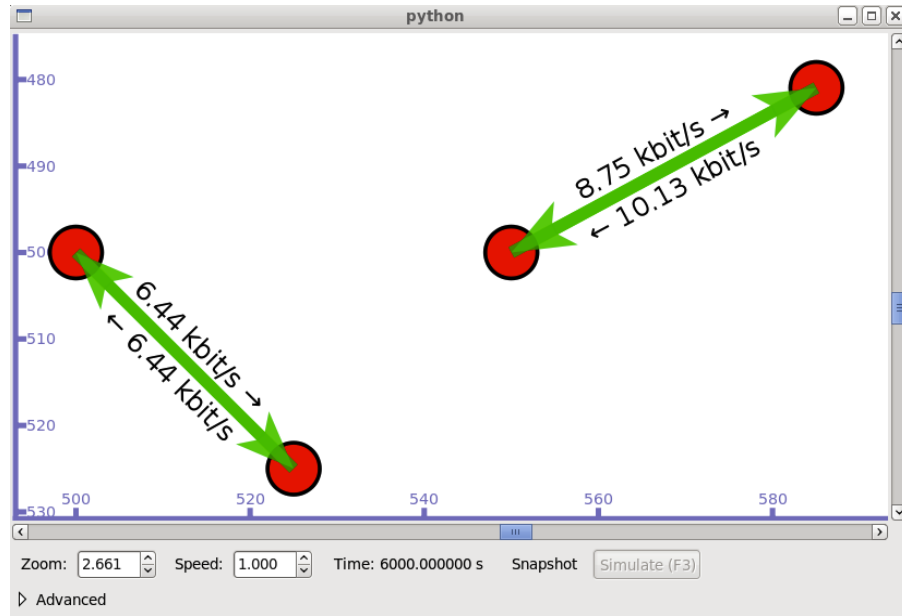 python
480
490
500
510
520
530
8.75 kbit/s →
← 10.13 kbit/s
6.44 kbit/s →
← 6.44 kbit/s
500 520 540 560 580
Zoom: 2.661 Speed: 1.000 Time: 6000.000000 s Snapshot Simulate (F3)
Advanced